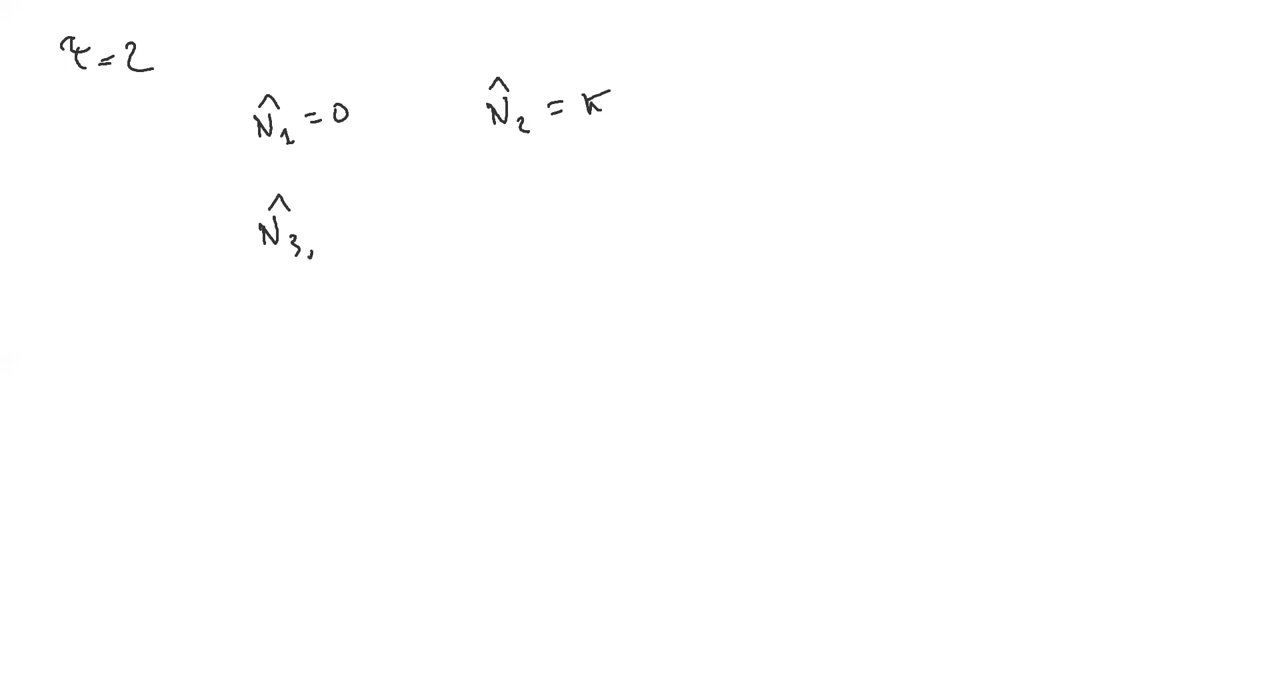 τ = 2
N̂₁ = 0 N̂₂ = K
N̂₃,